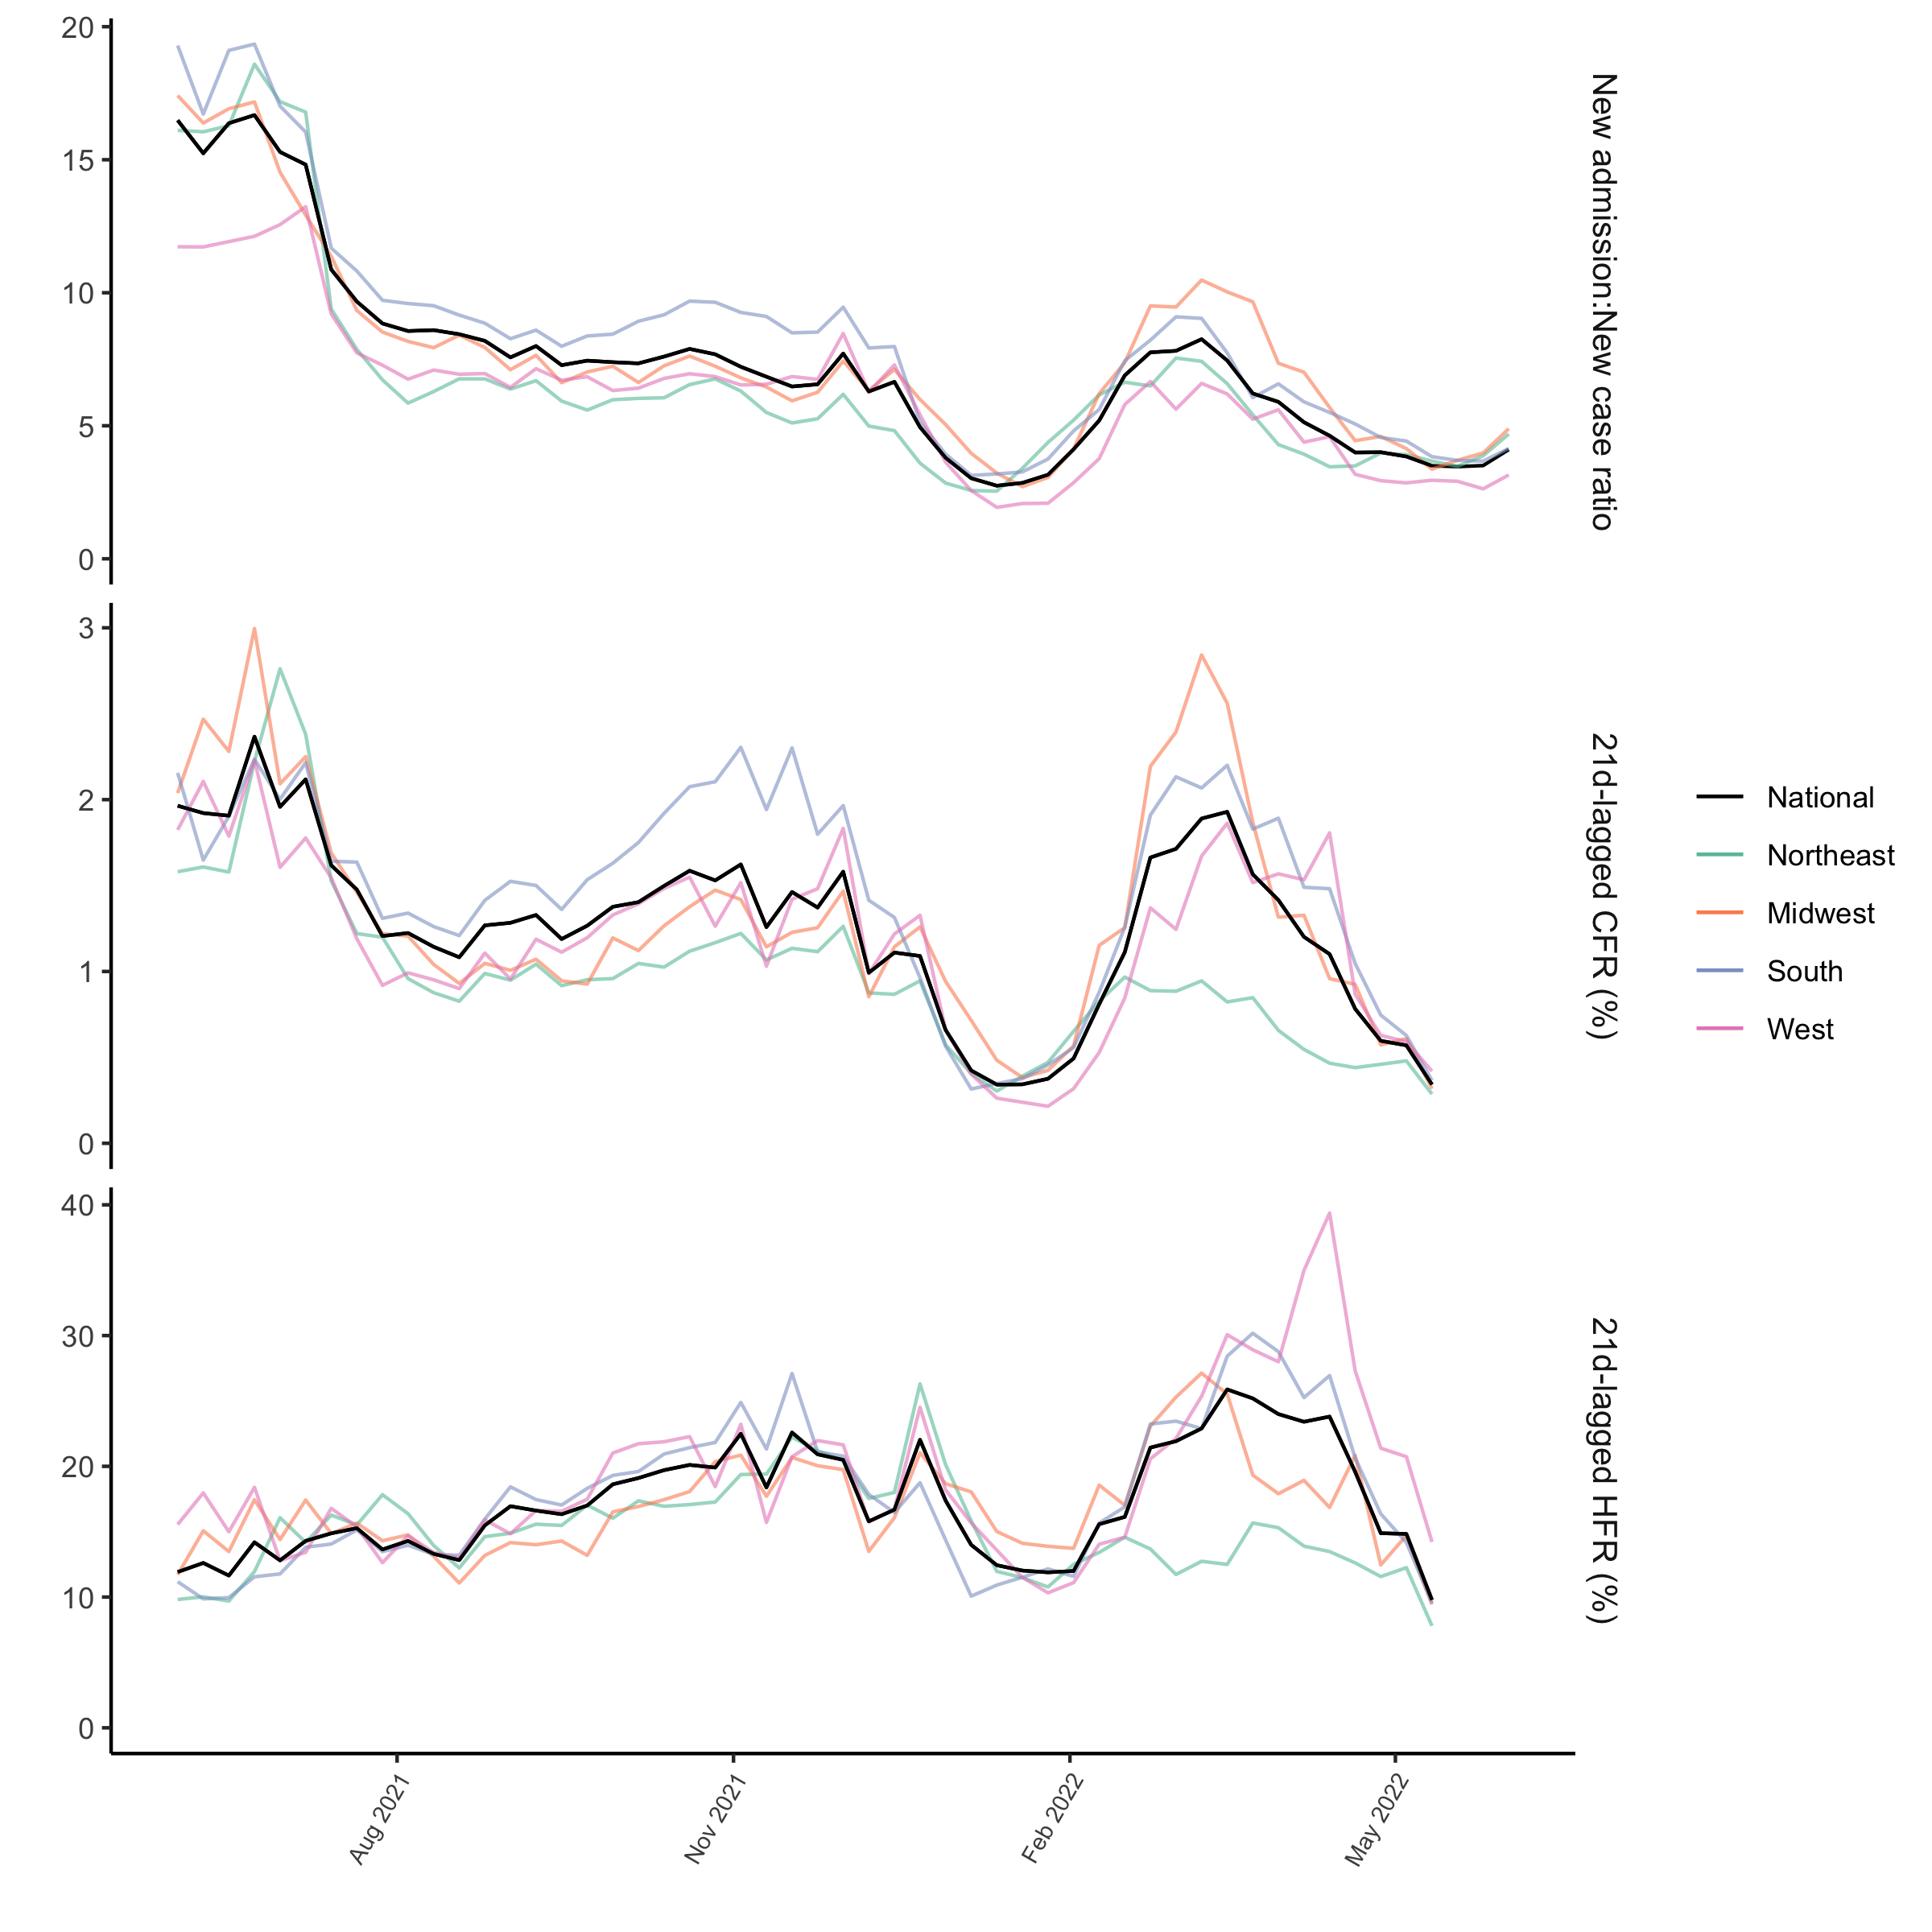 20
15
10
5
0
New admission:New case ratio
3
2
1
0
21d-lagged CFR (%)
40
30
20
10
0
21d-lagged HFR (%)
Aug 2021
Nov 2021
Feb 2022
May 2022
National
Northeast
Midwest
South
West